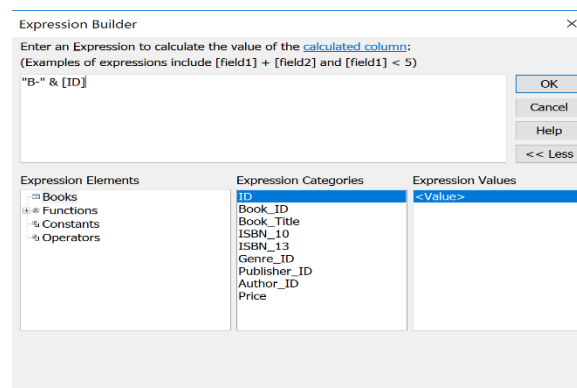 Expression Builder
Enter an Expression to calculate the value of the calculated column:
(Examples of expressions include [field1] + [field2] and [field1] < 5)
"B-" & [ID]
OK
Cancel
Help
<< Less
Expression Elements
Books
Functions
Constants
Operators
Expression Categories
ID
Book_ID
Book_Title
ISBN_10
ISBN_13
Genre_ID
Publisher_ID
Author_ID
Price
Expression Values
<Value>